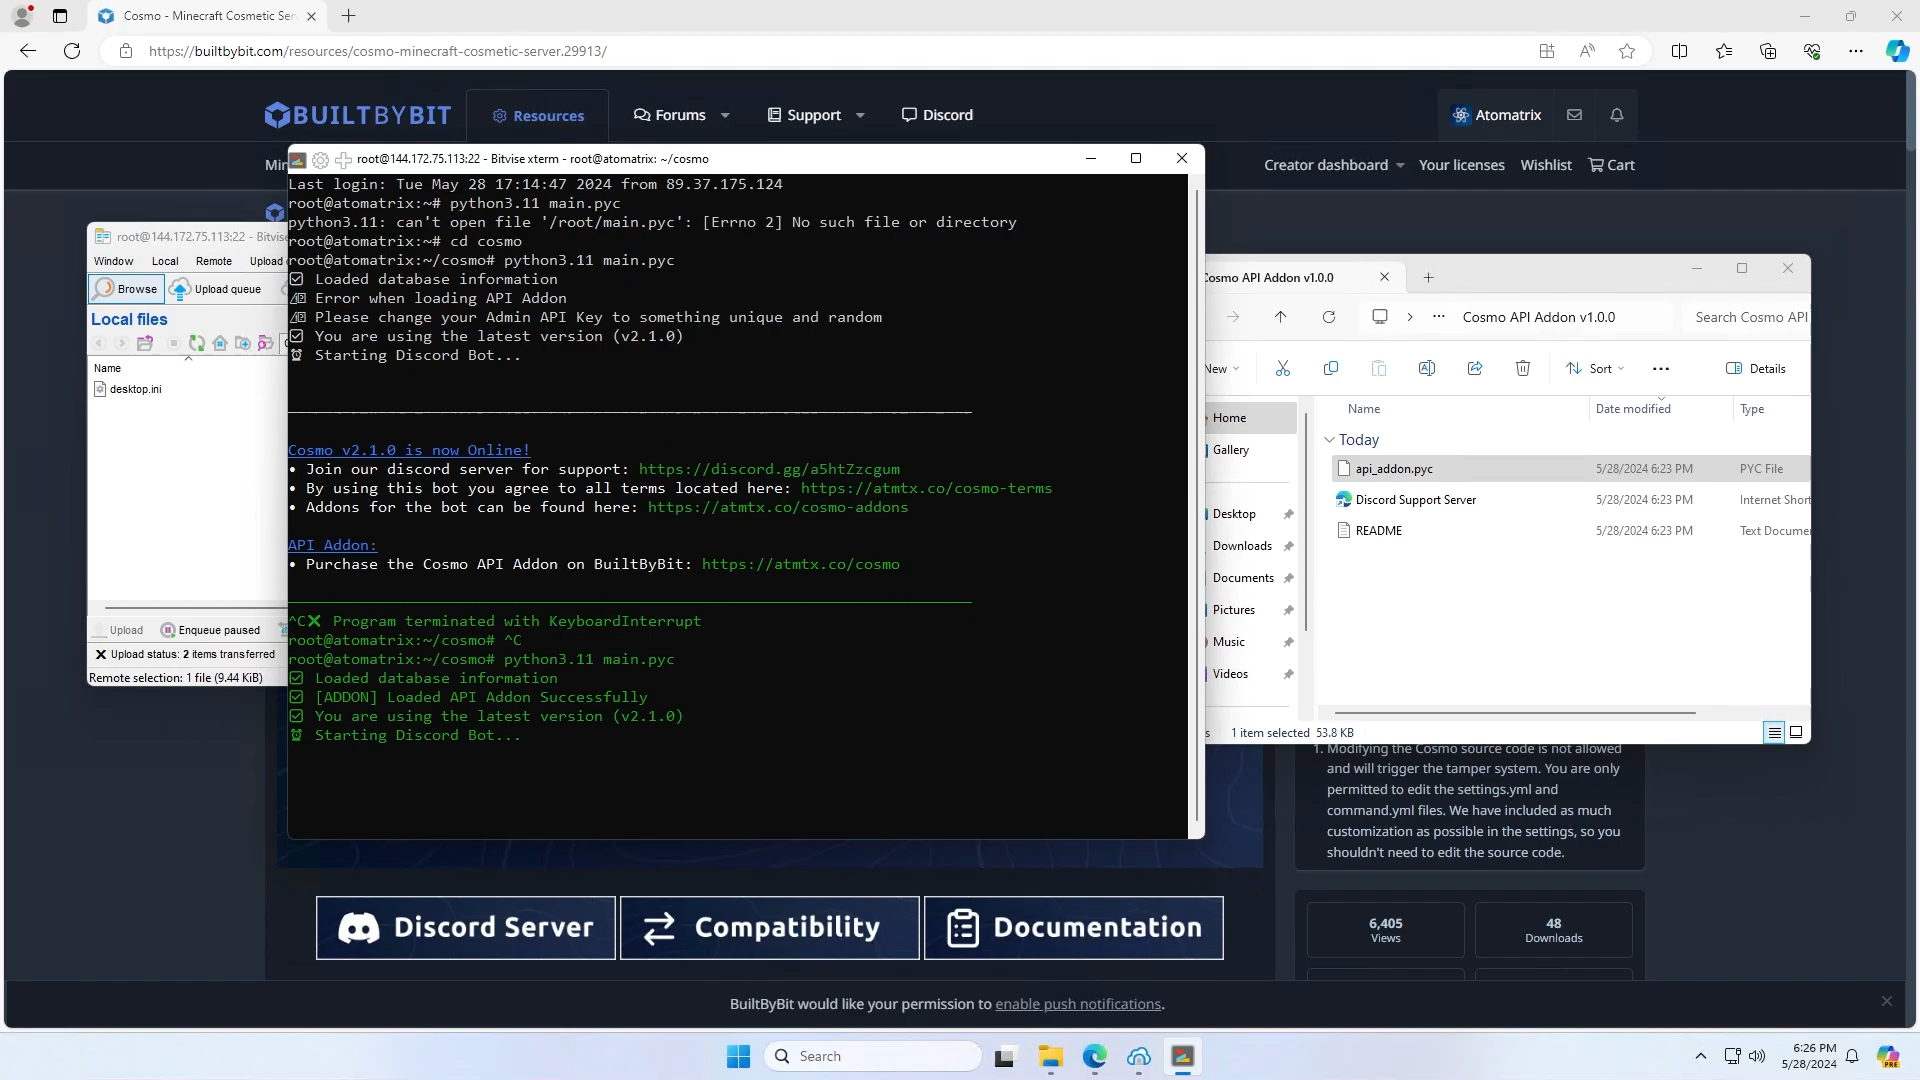 Cosmo - Minecraft Cosmetic Ser
https://builtbybit.com/resources/cosmo-minecraft-cosmetic-server.29913/
BUILTBYBIT
Resources
Forums
Support
Discord
Atomatrix
Min
Creator dashboard
Your licenses
Wishlist
Cart
root@144.172.75.113:22 - Bitvise xterm - root@atomatrix: ~/cosmo
Last login: Tue May 28 17:14:47 2024 from 89.37.175.124
root@atomatrix:~# python3.11 main.pyc
python3.11: can't open file '/root/main.pyc': [Errno 2] No such file or directory
root@atomatrix:~# cd cosmo
root@atomatrix:~/cosmo# python3.11 main.pyc
Loaded database information
Error when loading API Addon
Please change your Admin API Key to something unique and random
You are using the latest version (v2.1.0)
Starting Discord Bot...
Cosmo v2.1.0 is now Online!
• Join our discord server for support: https://discord.gg/a5htZzcgum
• By using this bot you agree to all terms located here: https://atmtx.co/cosmo-terms
• Addons for the bot can be found here: https://atmtx.co/cosmo-addons
API Addon:
• Purchase the Cosmo API Addon on BuiltByBit: https://atmtx.co/cosmo
^C❌ Program terminated with KeyboardInterrupt
root@atomatrix:~/cosmo# ^C
root@atomatrix:~/cosmo# python3.11 main.pyc
Loaded database information
[ADDON] Loaded API Addon Successfully
You are using the latest version (v2.1.0)
Starting Discord Bot...
root@144.172.75.113:22 - Bitvise
Window
Local
Remote
Upload
Browse
Upload queue
Local files
Name
desktop.ini
Upload
Enqueue paused
Upload status: 2 items transferred
Remote selection: 1 file (9.44 KiB)
Cosmo API Addon v1.0.0
Cosmo API Addon v1.0.0
Search Cosmo API
New
Sort
Details
Home
Gallery
Desktop
Downloads
Documents
Pictures
Music
Videos
Name
Date modified
Type
Today
api_addon.pyc
5/28/2024 6:23 PM
PYC File
Discord Support Server
5/28/2024 6:23 PM
Internet Short
README
5/28/2024 6:23 PM
Text Docume
s
1 item selected 53.8 KB
1. Modifying the Cosmo source code is not allowed
and will trigger the tamper system. You are only
permitted to edit the settings.yml and
command.yml files. We have included as much
customization as possible in the settings, so you
shouldn't need to edit the source code.
Discord Server
Compatibility
Documentation
6,405
Views
48
Downloads
BuiltByBit would like your permission to enable push notifications.
Search
6:26 PM
5/28/2024
PRE